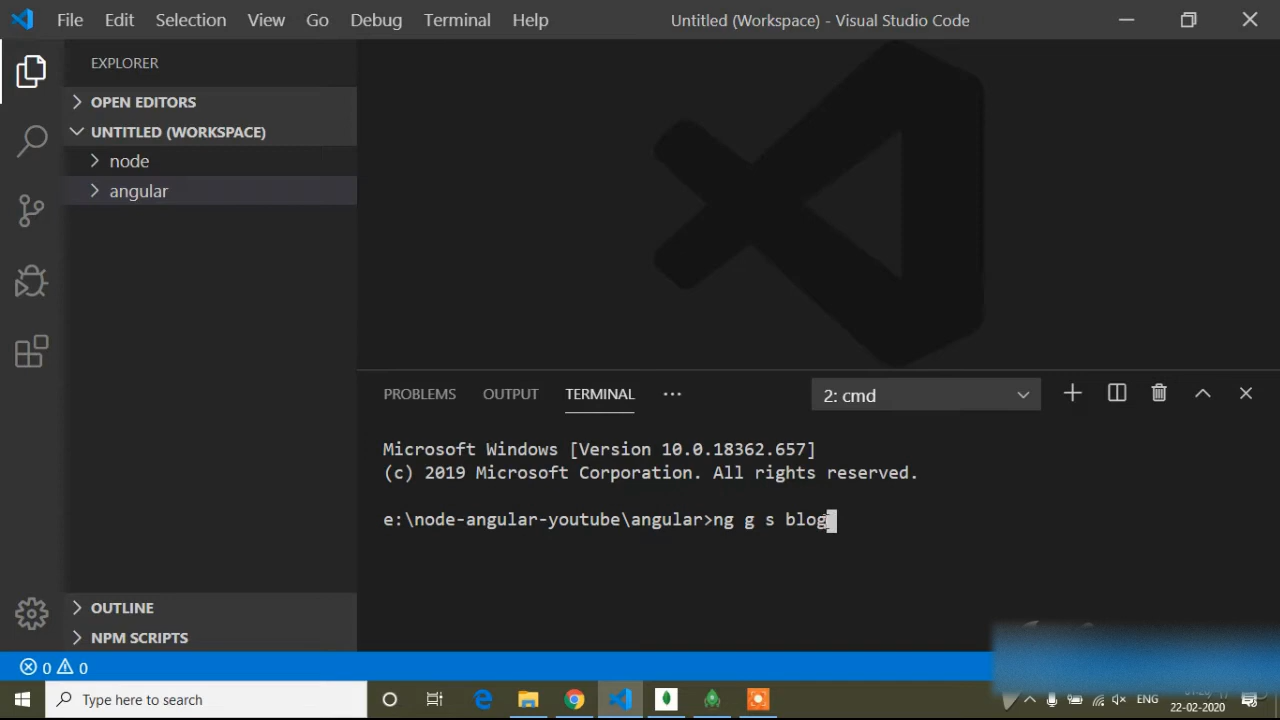 File Edit Selection View Go Debug Terminal Help Untitled (Workspace) - Visual Studio Code
EXPLORER
OPEN EDITORS
UNTITLED (WORKSPACE)
node
angular
PROBLEMS OUTPUT TERMINAL ··· 2: cmd
Microsoft Windows [Version 10.0.18362.657]
(c) 2019 Microsoft Corporation. All rights reserved.
e:\node-angular-youtube\angular>ng g s blog
OUTLINE
NPM SCRIPTS
0 0
Type here to search
ENG
22-02-2020